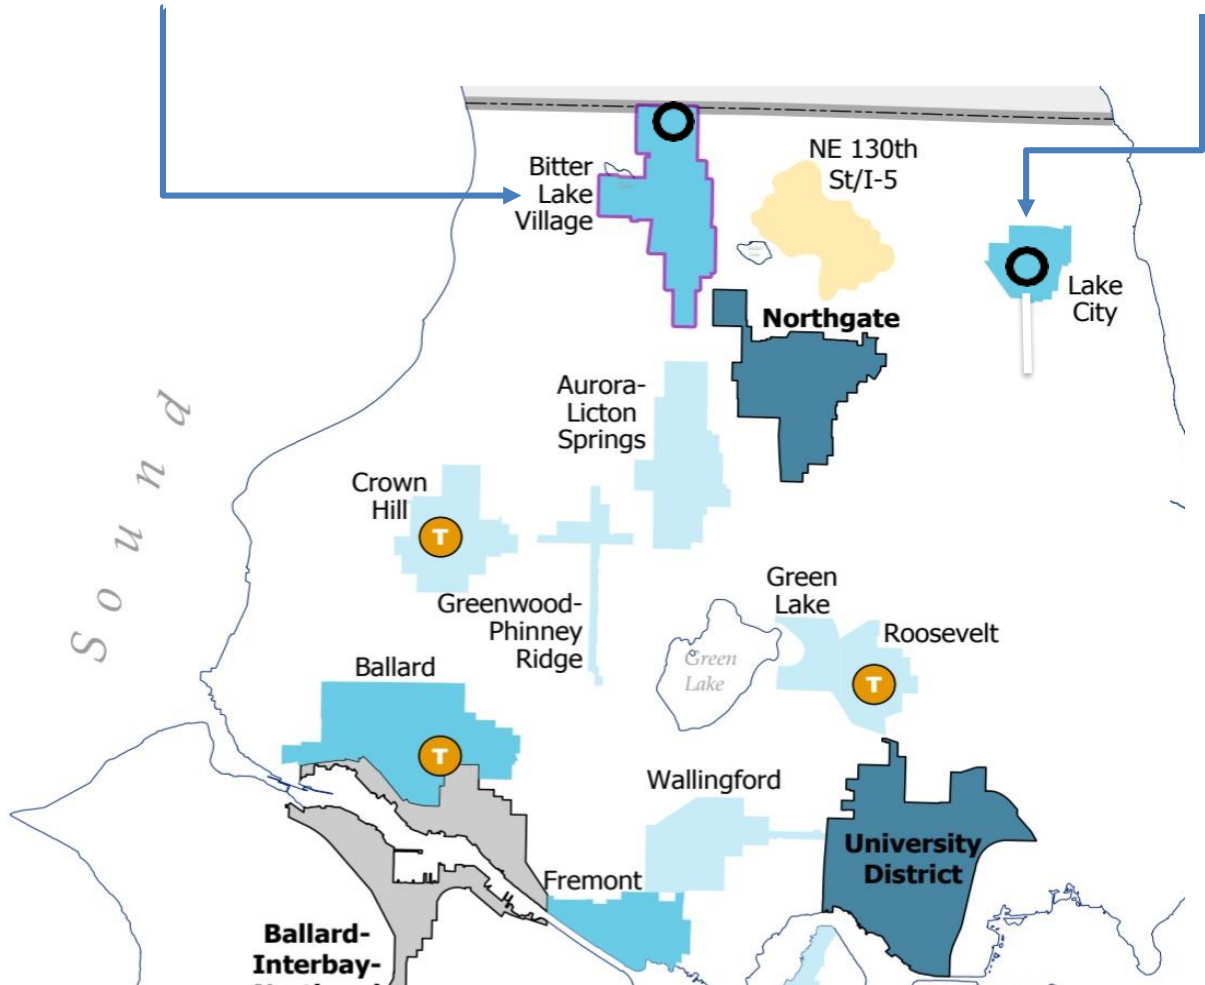 Bitter
Lake
Village
NE 130th
St/I-5
Lake
City
Northgate
Aurora-
Licton
Springs
Sound
Crown
Hill
T
Greenwood-
Phinney
Ridge
Green
Lake
Roosevelt
Green
Lake
T
Ballard
T
Wallingford
University
District
Fremont
Ballard-
Interbay-